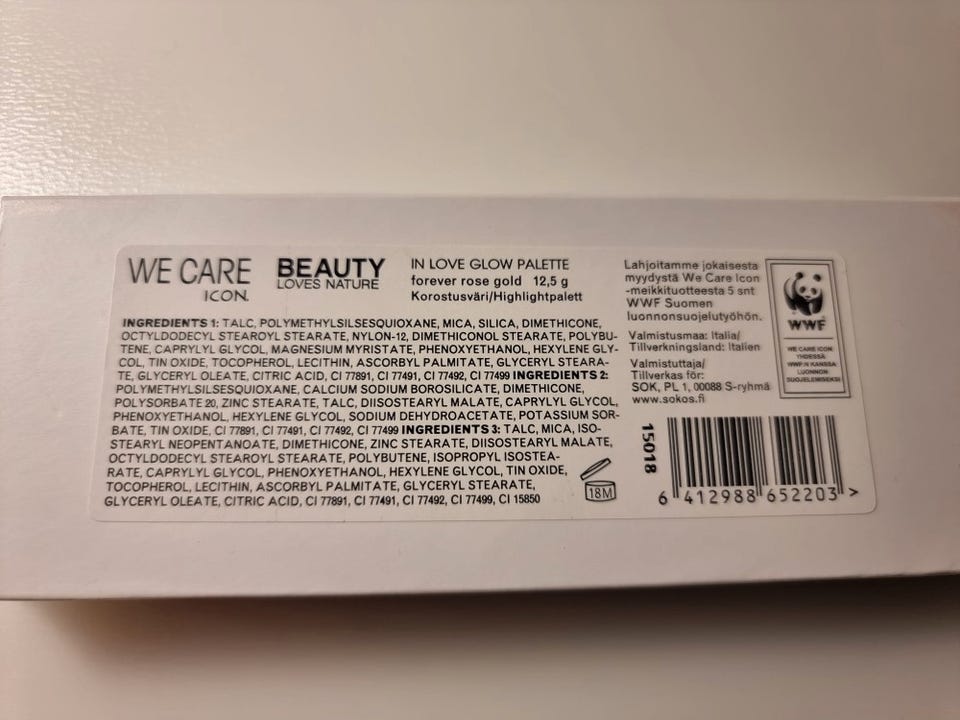 WE CARE
ICON.
BEAUTY
LOVES NATURE
IN LOVE GLOW PALETTE
forever rose gold 12,5 g
Korostusväri/Highlightpalett
INGREDIENTS 1: TALC, POLYMETHYLSILSESQUIOXANE, MICA, SILICA, DIMETHICONE,
OCTYLDODECYL STEAROYL STEARATE, NYLON-12, DIMETHICONOL STEARATE, POLYBU-
TENE, CAPRYLYL GLYCOL, MAGNESIUM MYRISTATE, PHENOXYETHANOL, HEXYLENE GLY-
COL, TIN OXIDE, TOCOPHEROL, LECITHIN, ASCORBYL PALMITATE, GLYCERYL STEARA-
TE, GLYCERYL OLEATE, CITRIC ACID, CI 77891, CI 77491, CI 77492, CI 77499 INGREDIENTS 2:
POLYMETHYLSILSESQUIOXANE, CALCIUM SODIUM BOROSILICATE, DIMETHICONE,
POLYSORBATE 20, ZINC STEARATE, TALC, DIISOSTEARYL MALATE, CAPRYLYL GLYCOL,
PHENOXYETHANOL, HEXYLENE GLYCOL, SODIUM DEHYDROACETATE, POTASSIUM SOR-
BATE, TIN OXIDE, CI 77891, CI 77491, CI 77492, CI 77499 INGREDIENTS 3: TALC, MICA, ISO-
STEARYL NEOPENTANOATE, DIMETHICONE, ZINC STEARATE, DIISOSTEARYL MALATE,
OCTYLDODECYL STEAROYL STEARATE, POLYBUTENE, ISOPROPYL ISOSTEA-
RATE, CAPRYLYL GLYCOL, PHENOXYETHANOL, HEXYLENE GLYCOL, TIN OXIDE,
TOCOPHEROL, LECITHIN, ASCORBYL PALMITATE, GLYCERYL STEARATE,
GLYCERYL OLEATE, CITRIC ACID, CI 77891, CI 77491, CI 77492, CI 77499, CI 15850
18M
Lahjoitamme jokaisesta
myydystä We Care Icon
-meikkituotteesta 5 snt
WWF Suomen
luonnonsuojelutyöhön.
Valmistusmaa: Italia/
Tillverkningsland: Italien
Valmistuttaja/
Tillverkas för:
SOK, PL 1, 00088 S-ryhmä
www.sokos.fi
WWF
WE CARE ICON
YHDESSÄ
WWF:N KANSSA
LUONNON
SUOJELEMISEKSI
15018
6 412988 652203 >